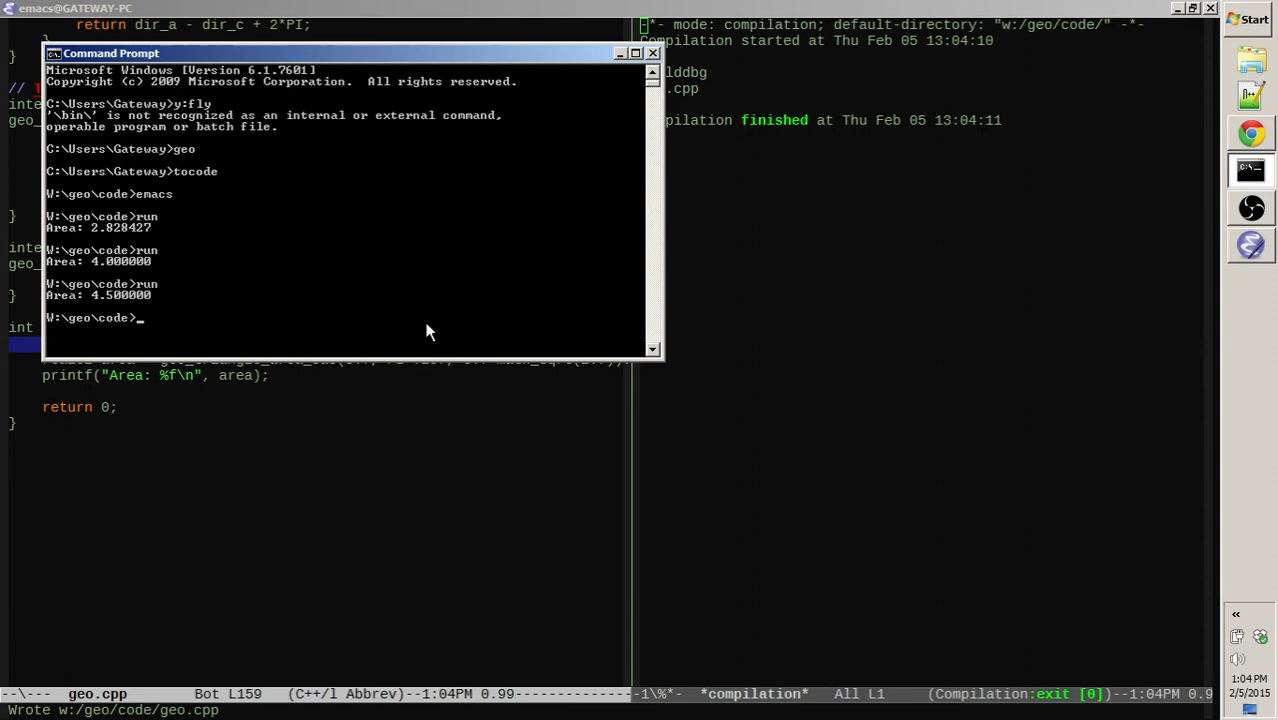 emacs@GATEWAY-PC
return dir_a - dir_c + 2*PI;
}
// T
inte
geo_
}
inte
geo_
}
int
printf("Area: %f\n", area);
return 0;
}
--\--- geo.cpp Bot L159 (C++/l Abbrev)--1:04PM 0.99-------------
Wrote w:/geo/code/geo.cpp
Command Prompt
Microsoft Windows [Version 6.1.7601]
Copyright (c) 2009 Microsoft Corporation. All rights reserved.
C:\Users\Gateway>y:fly
'\bin\' is not recognized as an internal or external command,
operable program or batch file.
C:\Users\Gateway>geo
C:\Users\Gateway>tocode
W:\geo\code>emacs
W:\geo\code>run
Area: 2.828427
W:\geo\code>run
Area: 4.000000
W:\geo\code>run
Area: 4.500000
W:\geo\code>_
-*- mode: compilation; default-directory: "w:/geo/code/" -*-
Compilation started at Thu Feb 05 13:04:10
lddbg
.cpp
pilation finished at Thu Feb 05 13:04:11
-1\%*- *compilation* All L1 (Compilation:exit [0])--1:04PM 0.9
Start
«
1:04 PM
2/5/2015